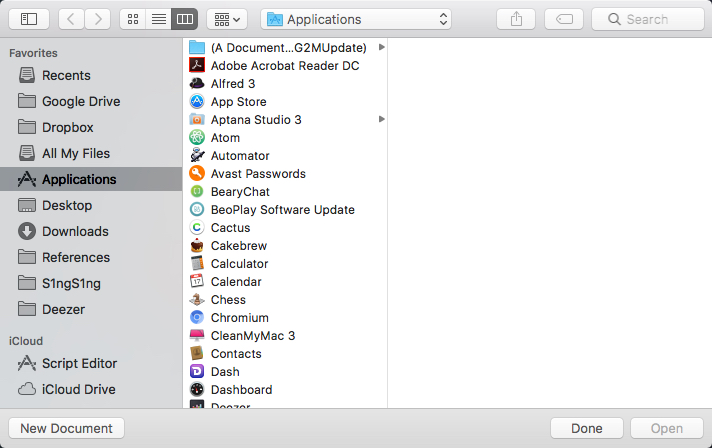 Applications
Search
Favorites
Recents
Google Drive
Dropbox
All My Files
Applications
Desktop
Downloads
References
S1ngS1ng
Deezer
iCloud
Script Editor
iCloud Drive
(A Document...G2MUpdate)
Adobe Acrobat Reader DC
Alfred 3
App Store
Aptana Studio 3
Atom
Automator
Avast Passwords
BearyChat
BeoPlay Software Update
Cactus
Cakebrew
Calculator
Calendar
Chess
Chromium
CleanMyMac 3
Contacts
Dash
Dashboard
Deezer
New Document
Done
Open